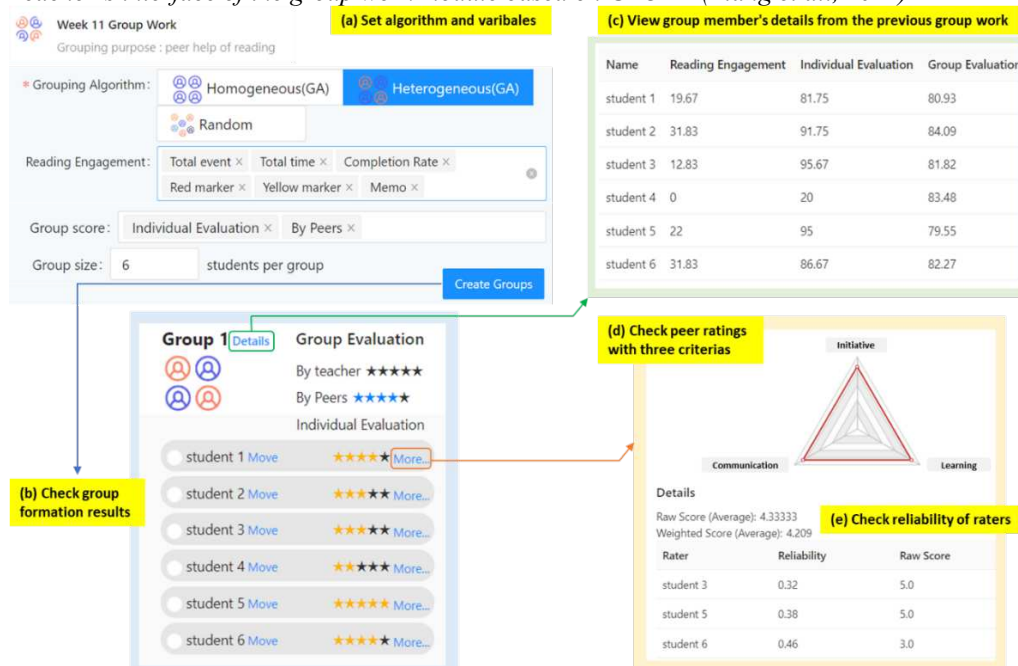 Week 11 Group Work
Grouping purpose : peer help of reading
(a) Set algorithm and varibales
* Grouping Algorithm:
Homogeneous(GA)
Heterogeneous(GA)
Random
Reading Engagement:
Total event × Total time × Completion Rate ×
Red marker × Yellow marker × Memo ×
Group score: Individual Evaluation × By Peers ×
Group size: 6 students per group
Create Groups
(c) View group member's details from the previous group work
Name Reading Engagement Individual Evaluation Group Evaluation
student 1 19.67 81.75 80.93
student 2 31.83 91.75 84.09
student 3 12.83 95.67 81.82
student 4 0 20 83.48
student 5 22 95 79.55
student 6 31.83 86.67 82.27
(b) Check group
formation results
Group 1 Details Group Evaluation
By teacher ★★★★★
By Peers ★★★★★
Individual Evaluation
student 1 Move ★★★★★ More...
student 2 Move ★★★★★ More...
student 3 Move ★★★★★ More...
student 4 Move ★★★★★ More...
student 5 Move ★★★★★ More...
student 6 Move ★★★★★ More...
(d) Check peer ratings
with three criterias
Initiative
Communication
Learning
Details
Raw Score (Average): 4.33333
Weighted Score (Average): 4.209
(e) Check reliability of raters
Rater Reliability Raw Score
student 3 0.32 5.0
student 5 0.38 5.0
student 6 0.46 3.0